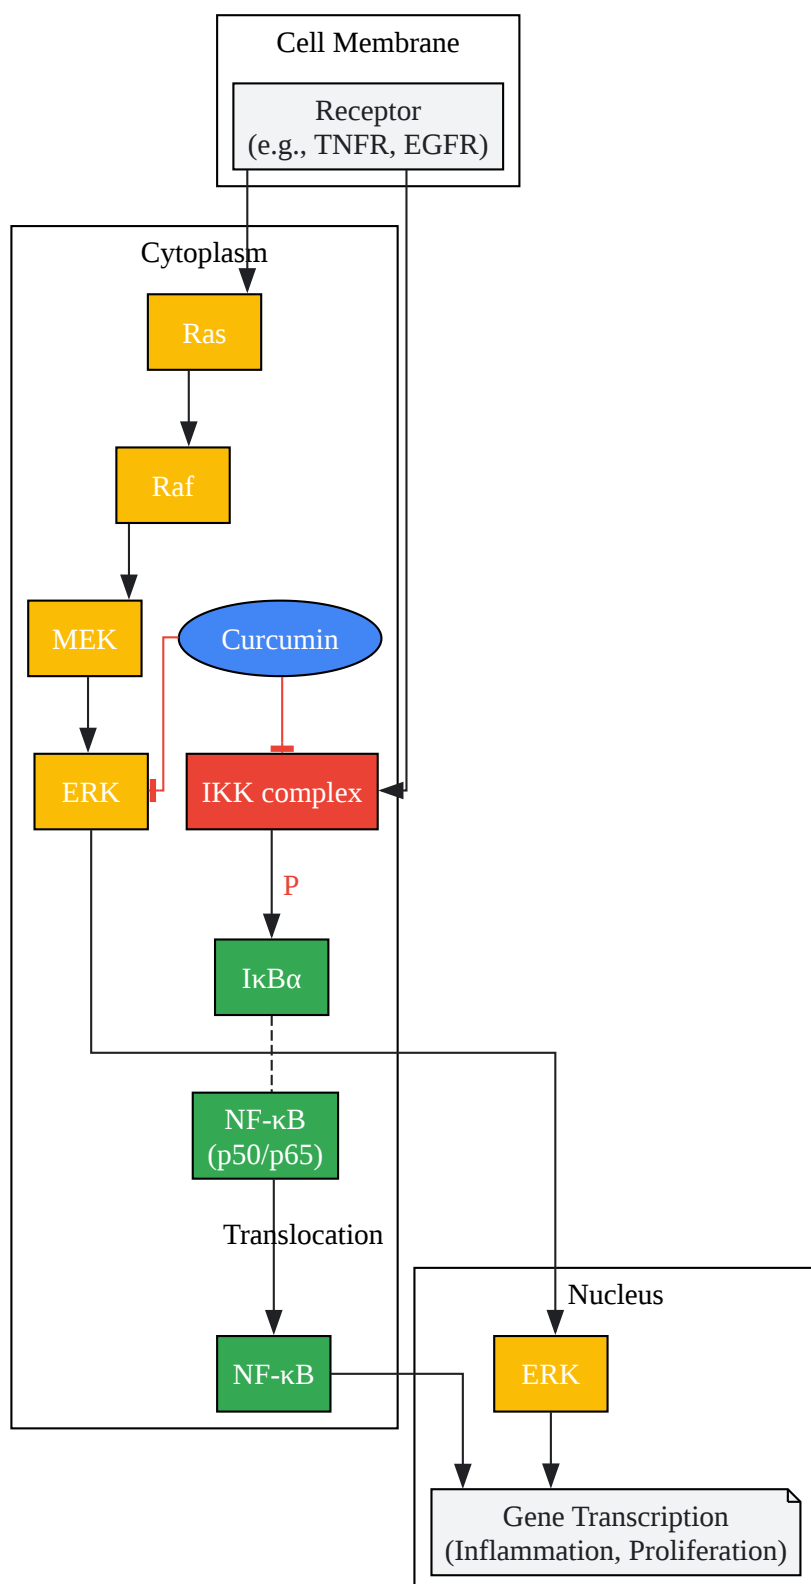 Cell Membrane
Receptor
(e.g., TNFR, EGFR)
Cytoplasm
Ras
Raf
MEK
Curcumin
ERK
IKK complex
P
IκBα
NF-κB
(p50/p65)
Translocation
Nucleus
NF-κB
ERK
Gene Transcription
(Inflammation, Proliferation)